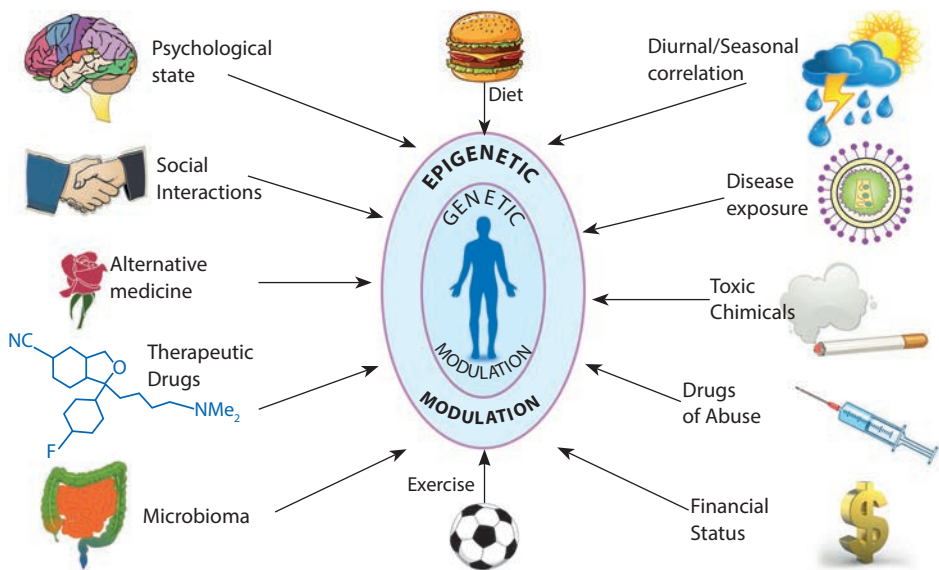 Psychological
state
Diet
Diurnal/Seasonal
correlation
Social
Interactions
EPIGENETIC
GENETIC
Disease
exposure
Alternative
medicine
Toxic
Chimicals
NC
O
Therapeutic
Drugs
NMe2
F
MODULATION
MODULATION
Drugs
of Abuse
Microbioma
Exercise
Financial
Status
$